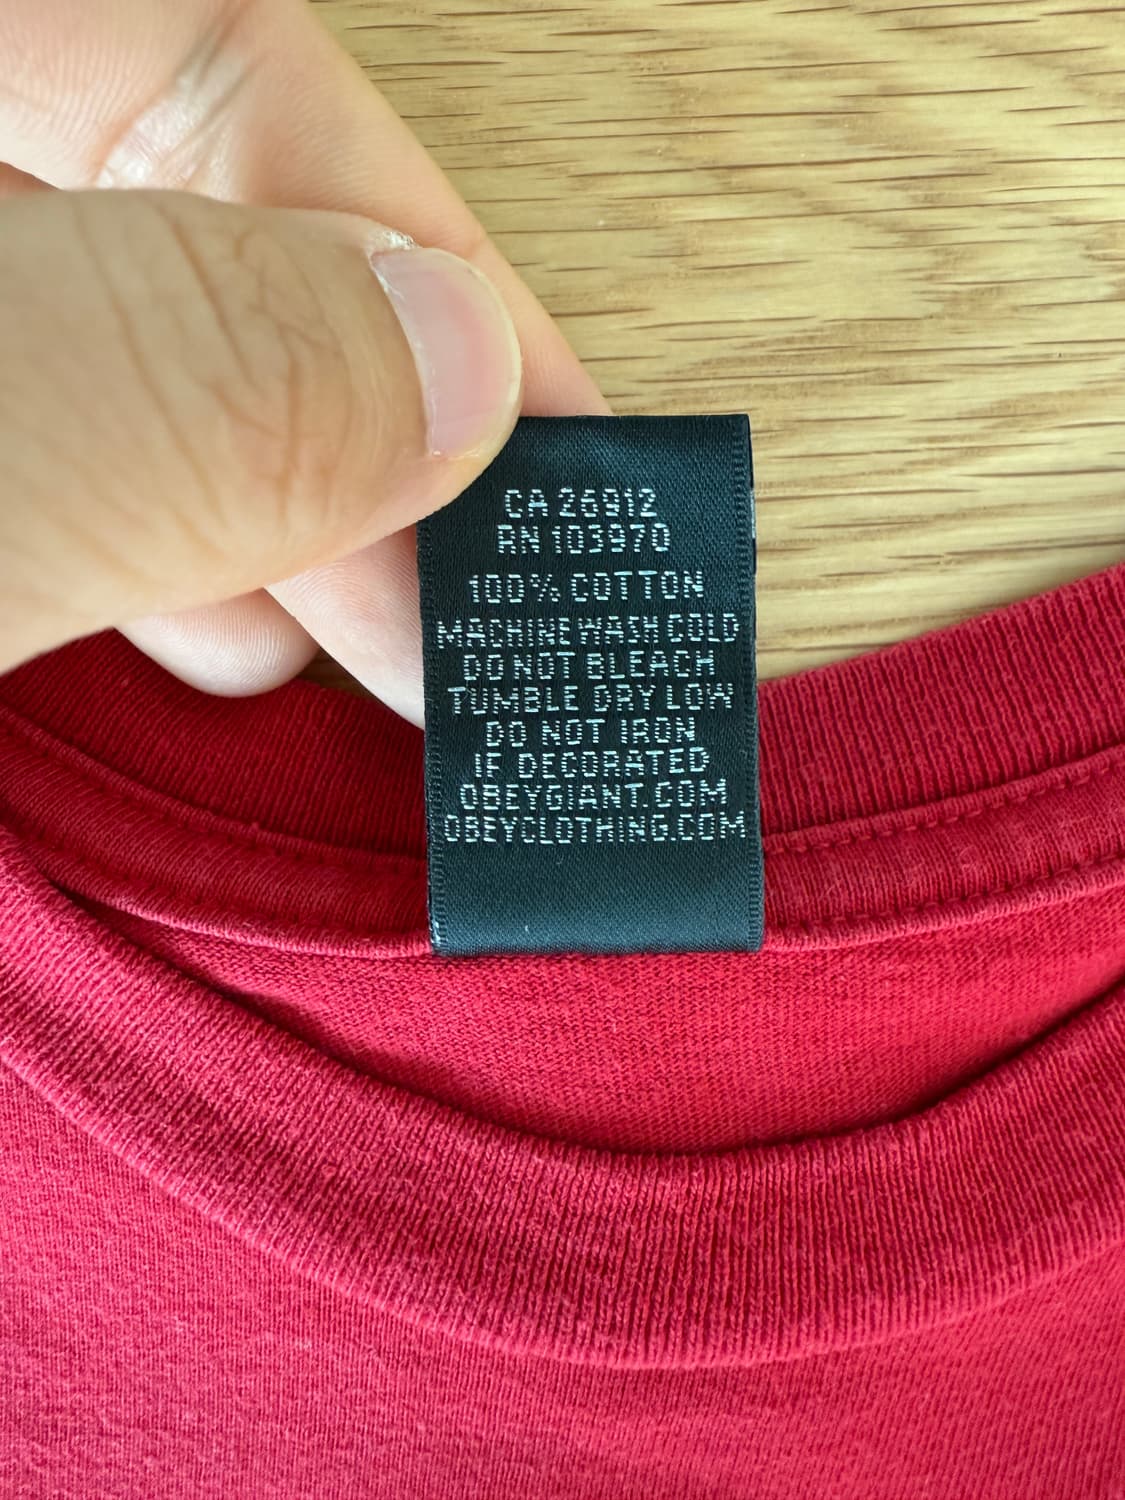 CA 26912
RN 103970
100% COTTON
MACHINE WASH COLD
DO NOT BLEACH
TUMBLE DRY LOW
DO NOT IRON
IF DECORATED
OBEYGIANT.COM
OBEYCLOTHING.COM